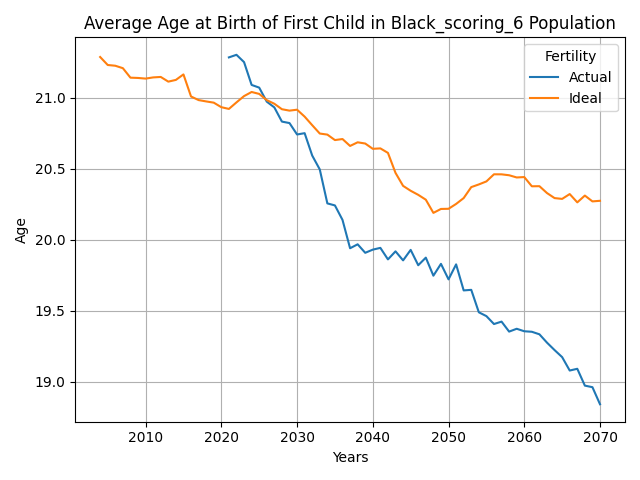 Average Age at Birth of First Child in Black_scoring_6 Population
Fertility
Actual
Ideal
21.0
20.5
20.0
19.5
19.0
Age
2010 2020 2030 2040 2050 2060 2070
Years